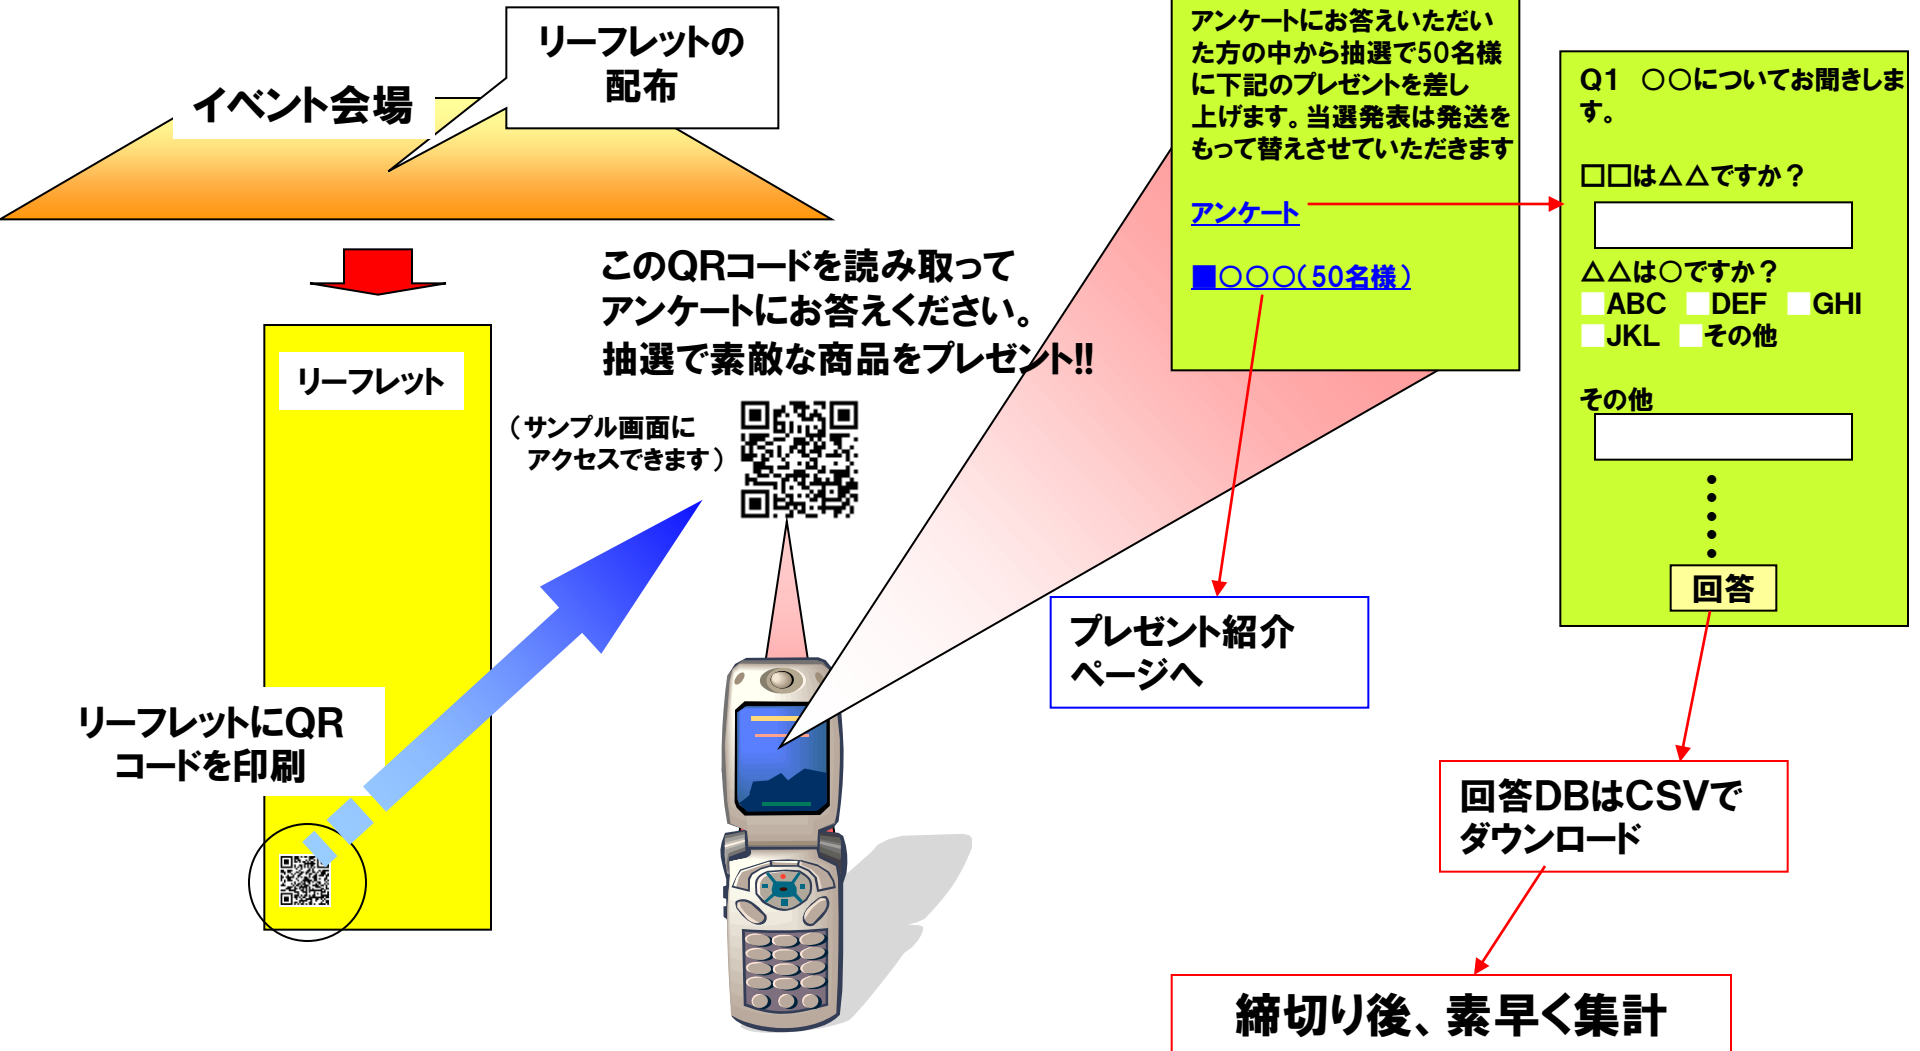 リーフレットの
配布
イベント会場
リーフレット
リーフレットにQR
コードを印刷
このQRコードを読み取って
アンケートにお答えください。
抽選で素敵な商品をプレゼント!!
（サンプル画面に
アクセスできます）
アンケートにお答えいただい
た方の中から抽選で50名様
に下記のプレゼントを差し
上げます。当選発表は発送を
もって替えさせていただきます
アンケート
■○○○（50名様）
プレゼント紹介
ページへ
Q1　○○についてお聞きしま
す。
□□は△△ですか？
△△は○ですか？
ABC DEF GHI
JKL その他
その他
回答
回答DBはCSVで
ダウンロード
締切り後、素早く集計